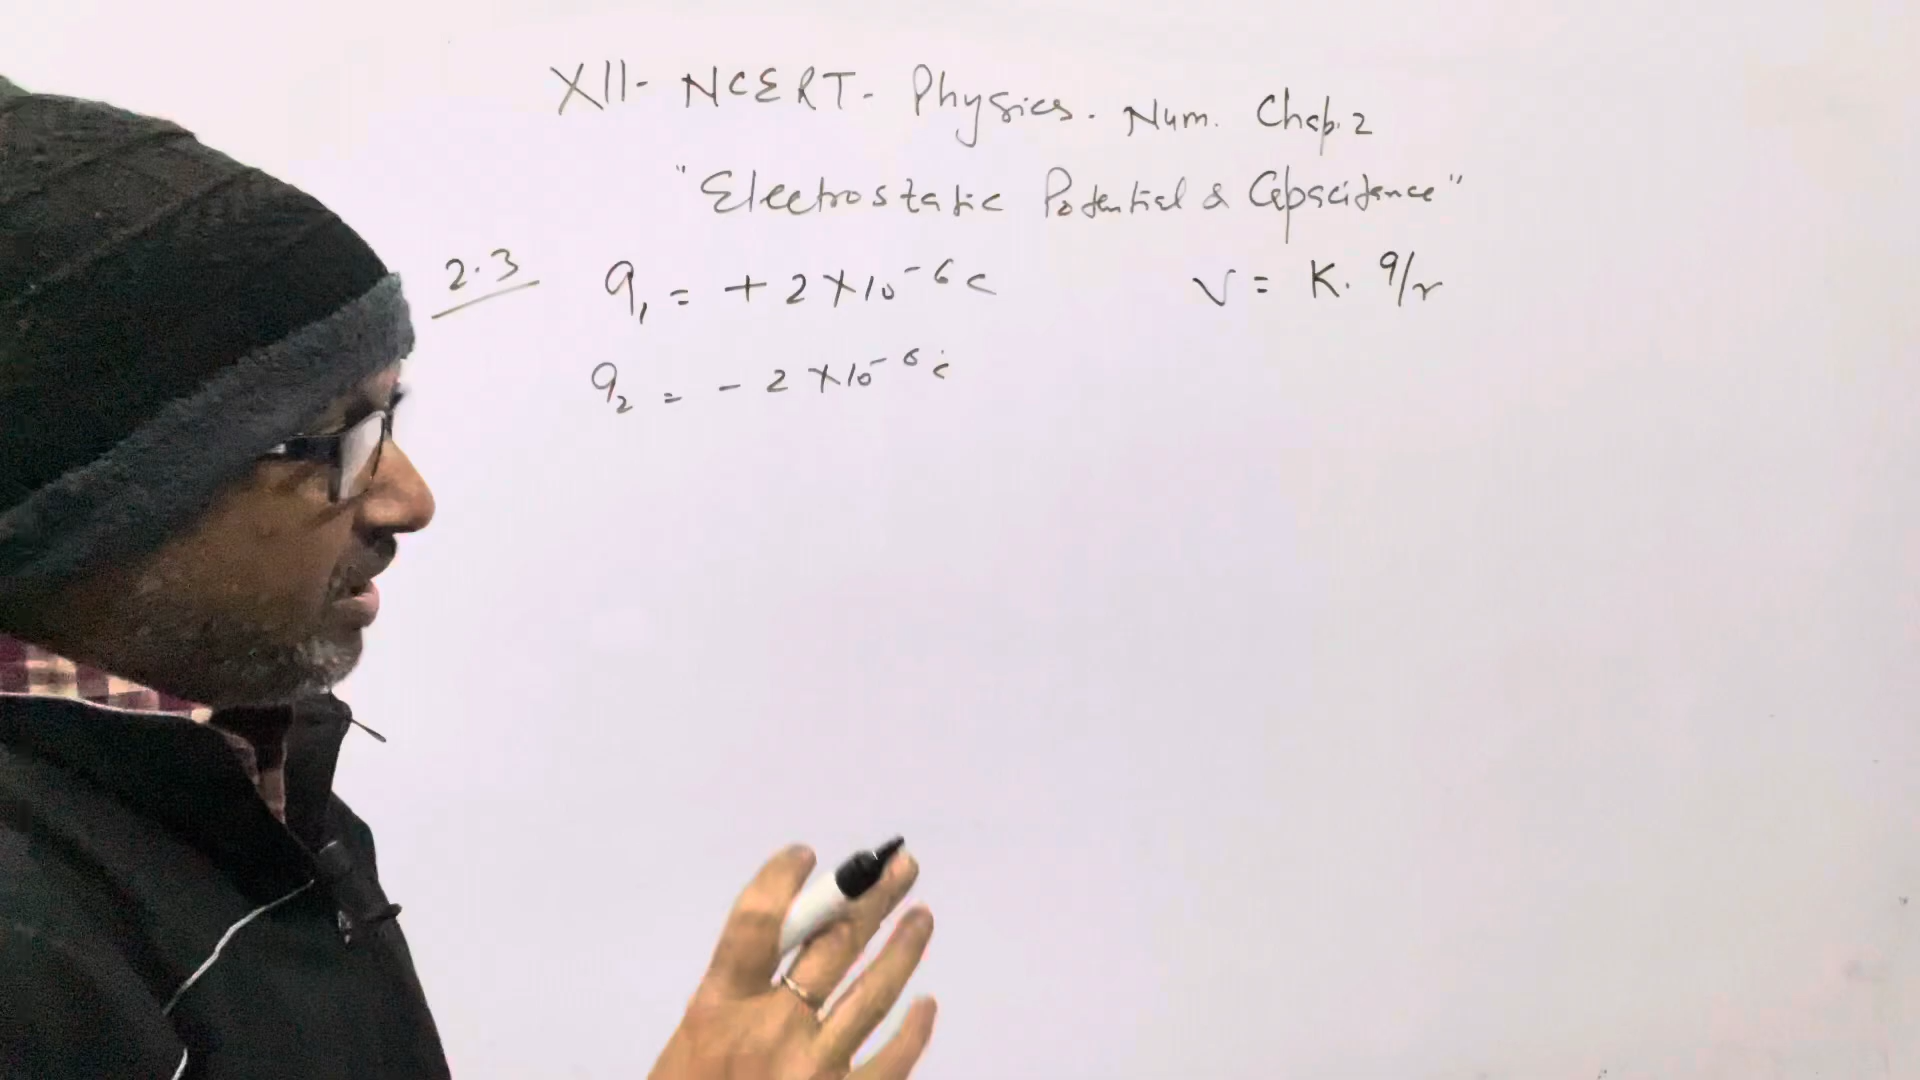 XII- NCERT- Physics. Num. Chap. 2
"Electrostatic Potential & Capacitance"
2.3 q₁ = + 2 × 10⁻⁶ c V = K. q/r
q₂ = - 2 × 10⁻⁶ c